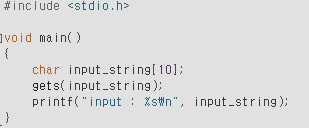 #include <stdio.h>
void main()
{
    char input_string[10];
    gets(input_string);
    printf("input : %s₩n", input_string);
}